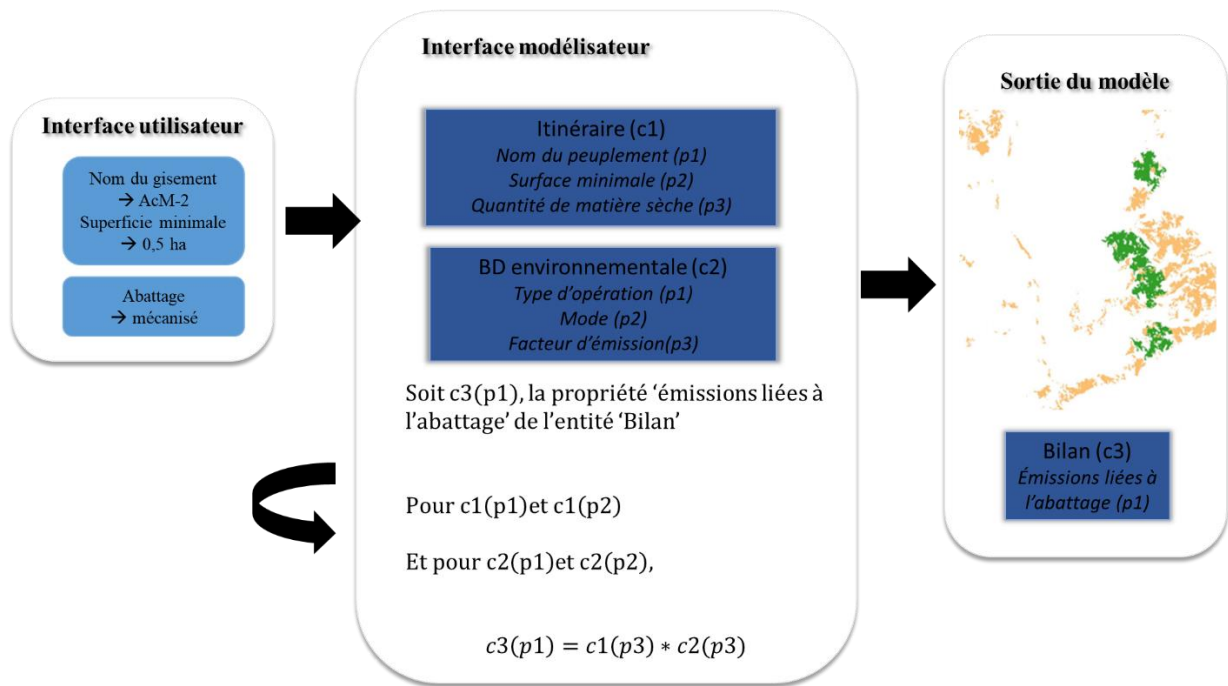 Interface utilisateur
Nom du gisement
→ AcM-2
Superficie minimale
→ 0,5 ha
Abattage
→ mécanisé
Interface modélisateur
Itinéraire (c1)
Nom du peuplement (p1)
Surface minimale (p2)
Quantité de matière sèche (p3)
BD environnementale (c2)
Type d’opération (p1)
Mode (p2)
Facteur d’émission(p3)
Soit c3(p1), la propriété ‘émissions liées à
l’abattage’ de l’entité ‘Bilan’
Pour c1(p1)et c1(p2)
Et pour c2(p1)et c2(p2),
c3(p1) = c1(p3) ∗ c2(p3)
Sortie du modèle
Bilan (c3)
Émissions liées à
l’abattage (p1)